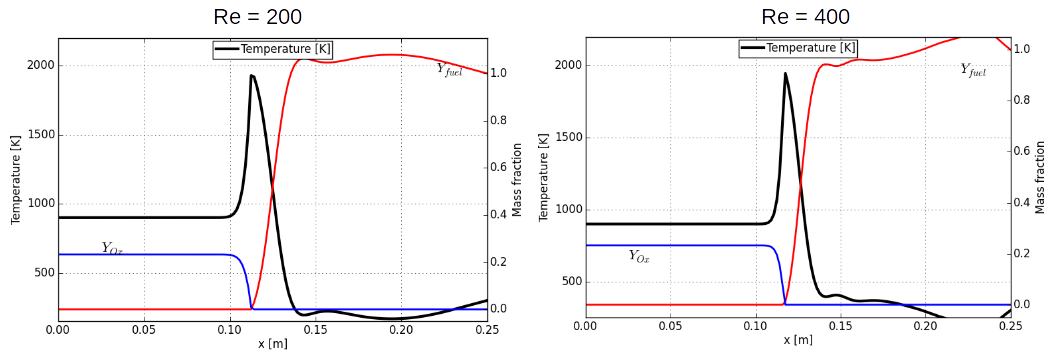 Re = 200
Temperature [K]
Y_fuel
Y_Ox
2000
1500
1000
500
Temperature [K]
1.0
0.8
0.6
0.4
0.2
0.0
Mass fraction
0.00 0.05 0.10 0.15 0.20 0.25
x [m]
Re = 400
Temperature [K]
Y_fuel
Y_Ox
2000
1500
1000
500
Temperature [K]
1.0
0.8
0.6
0.4
0.2
0.0
Mass fraction
0.00 0.05 0.10 0.15 0.20 0.25
x [m]